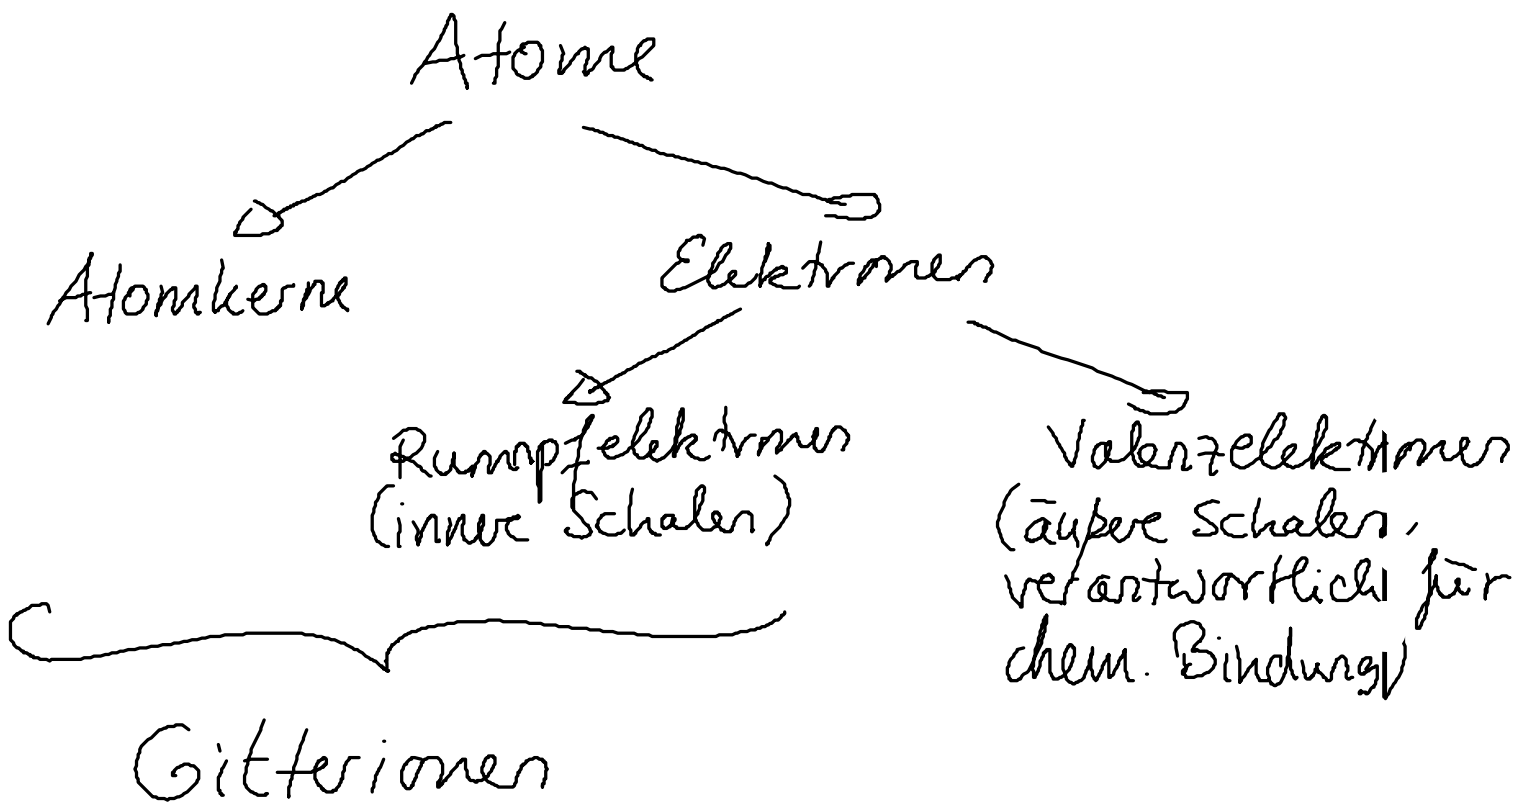 Atome
Atomkerne
Elektronen
Rumpfelektronen
(innere Schalen)
Valenzelektronen
(äußere Schalen,
verantwortlich für
chem. Bindung)
Gitterionen